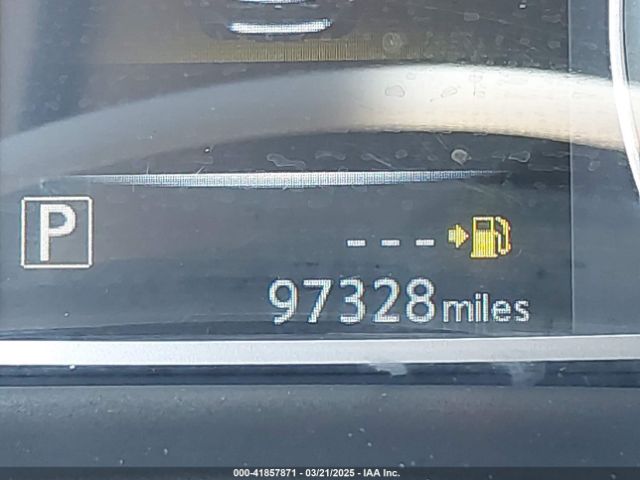 P
---
97328 miles
000-41857871 - 03/21/2025 - IAA Inc.